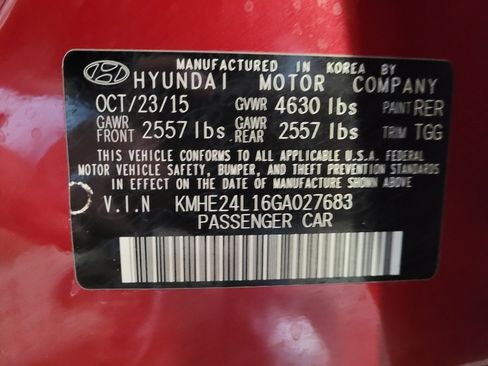 MANUFACTURED IN KOREA BY
HYUNDAI MOTOR COMPANY
OCT/23/15 GVWR 4630 lbs PAINT RER
GAWR FRONT 2557 lbs GAWR REAR 2557 lbs TRIM TGG
THIS VEHICLE CONFORMS TO ALL APPLICABLE U.S.A. FEDERAL
MOTOR VEHICLE SAFETY, BUMPER, AND THEFT PREVENTION STANDARDS
IN EFFECT ON THE DATE OF MANUFACTURE SHOWN ABOVE
V.I.N KMHE24L16GA027683
PASSENGER CAR